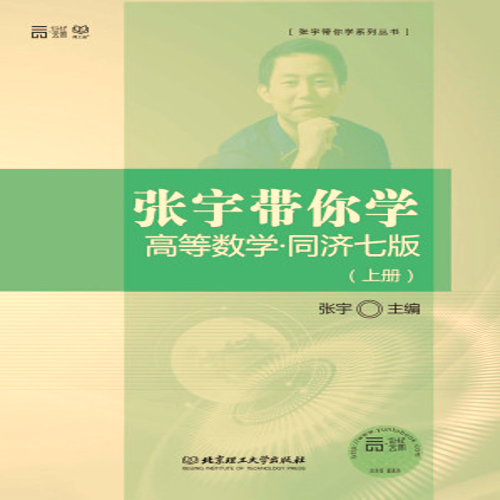 [ 张宇带你学系列丛书 ]
张宇带你学
高等数学·同济七版
（上册）
张宇 主编
北京理工大学出版社
BEIJING INSTITUTE OF TECHNOLOGY PRESS